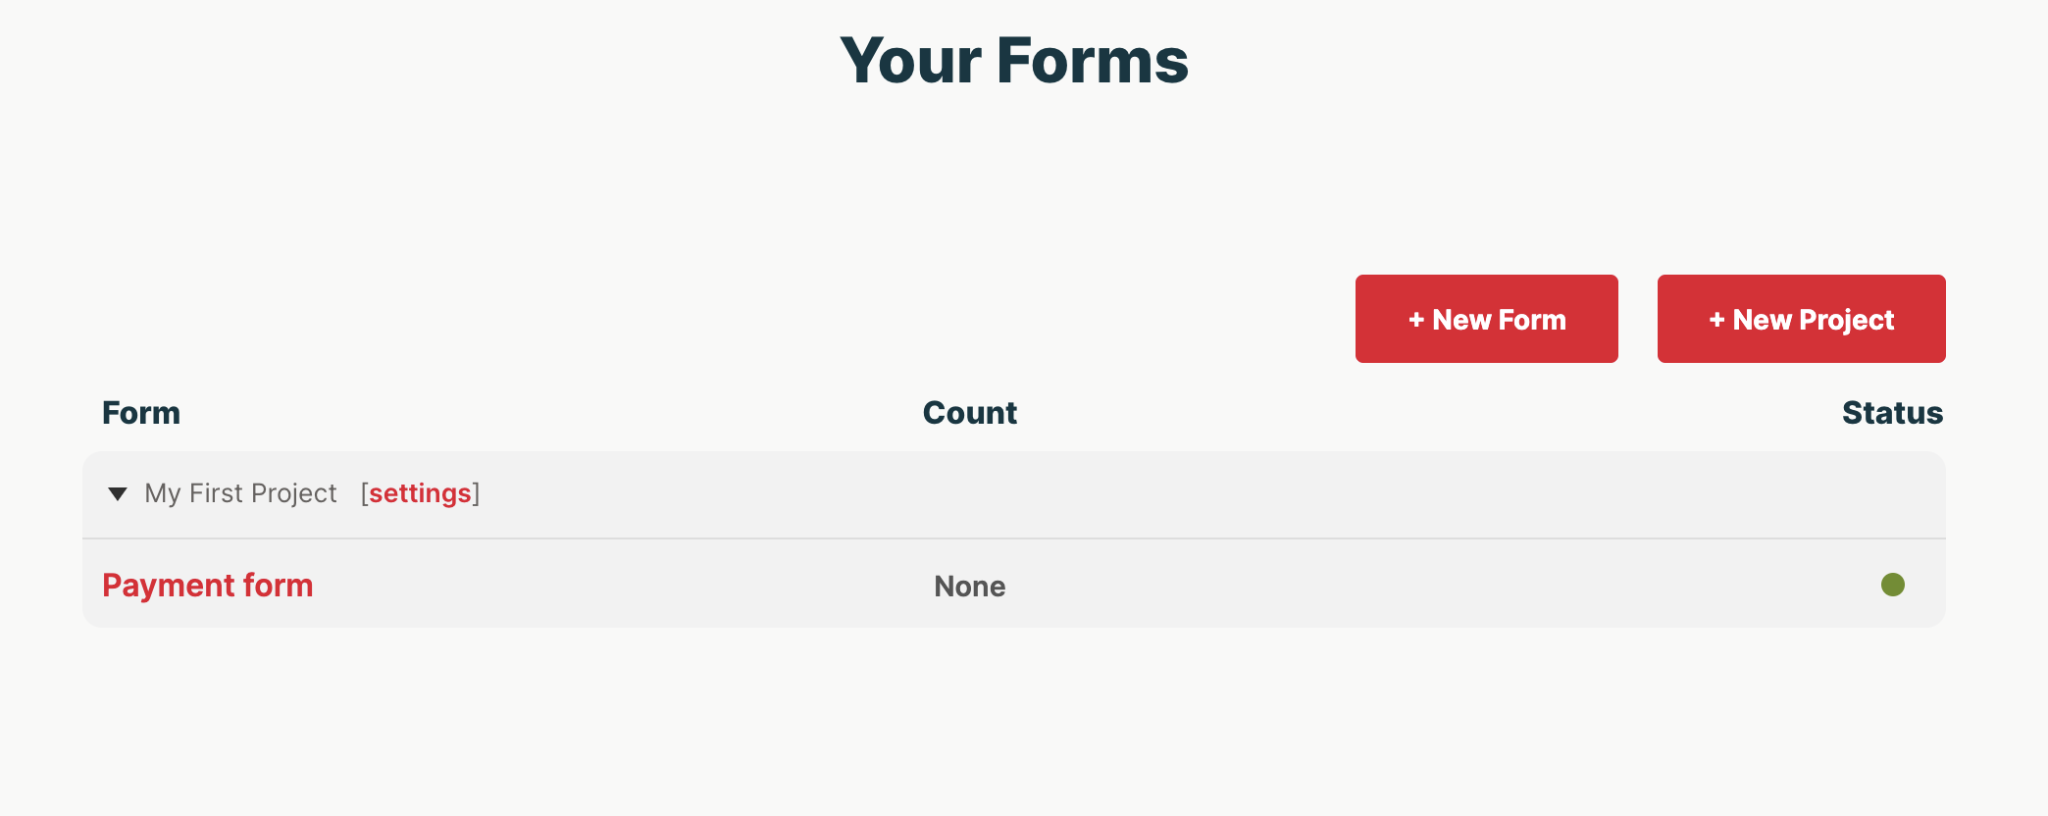 Your Forms
+ New Form + New Project
Form Count Status
My First Project [settings]
Payment form None